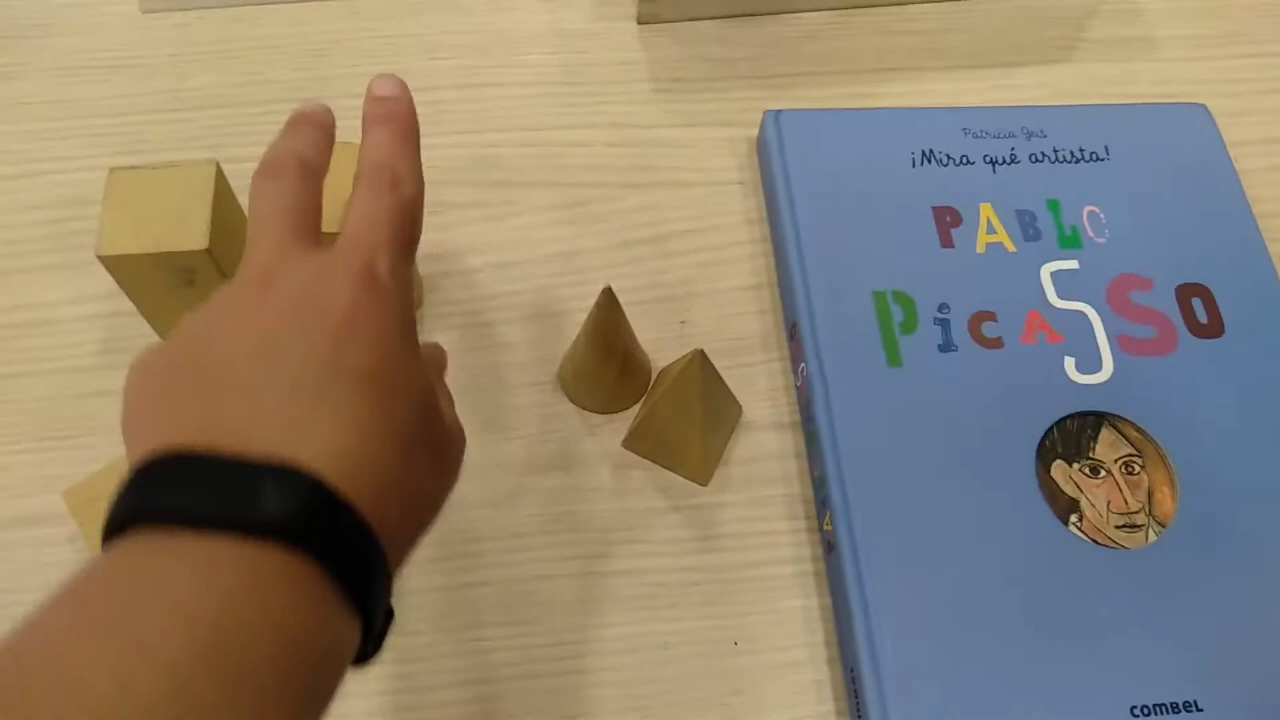 Patricia Geis
¡Mira qué artista!
PABLO
PicASSO
COMBEL